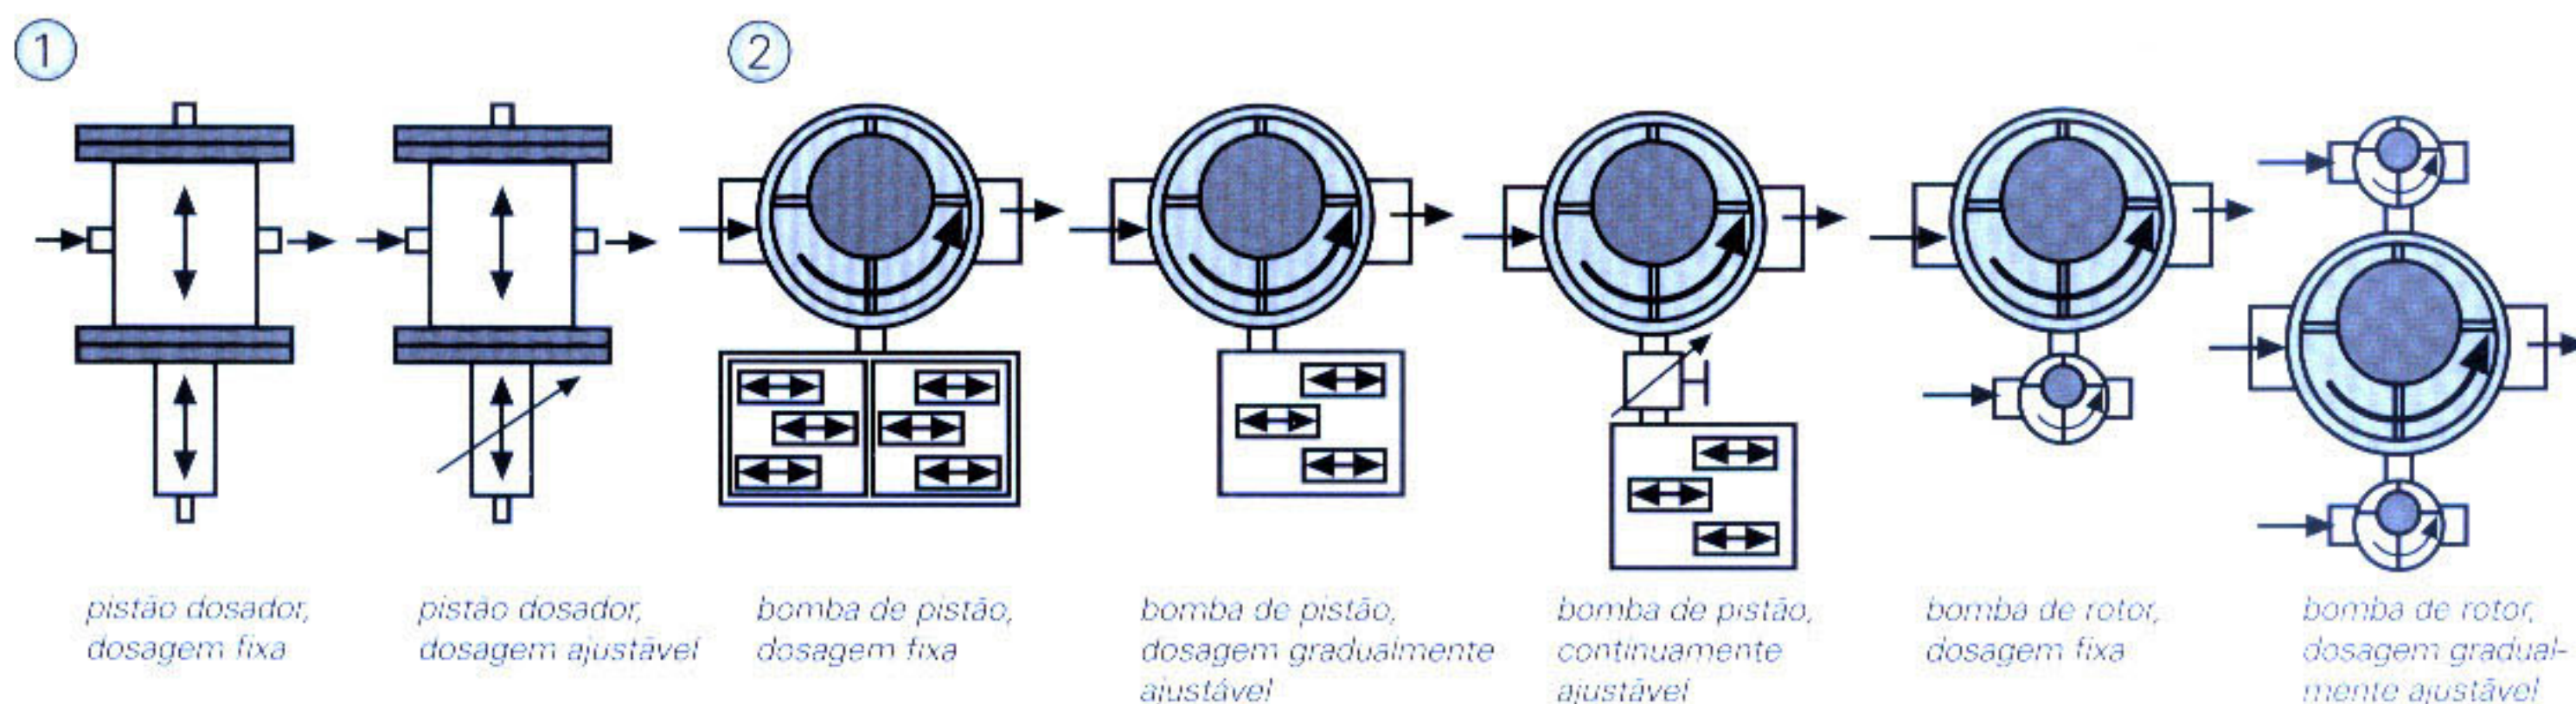 1
2
pistão dosador,
dosagem fixa
pistão dosador,
dosagem ajustável
bomba de pistão,
dosagem fixa
bomba de pistão,
dosagem gradualmente
ajustável
bomba de pistão,
continuamente
ajustável
bomba de rotor,
dosagem fixa
bomba de rotor,
dosagem gradual-
mente ajustável